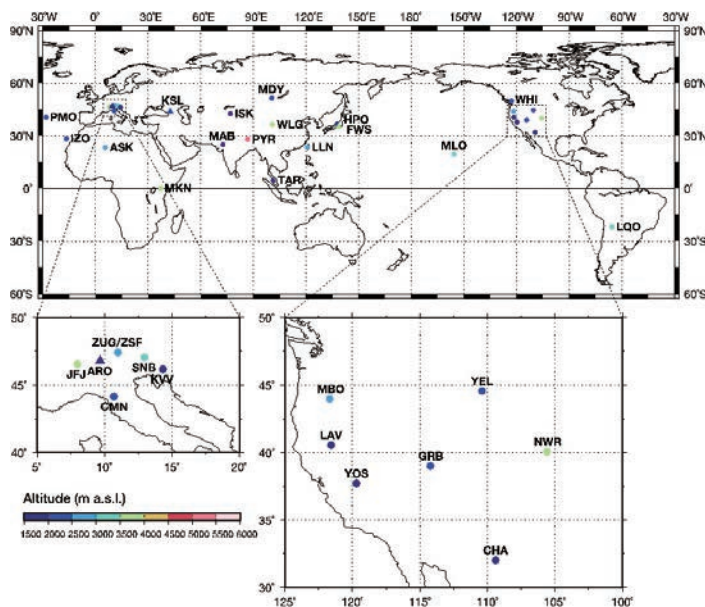 -30°W 0° 30°E 60°E 90°E 120°E 150°E 180° 150°W 120°W 90°W 60°W 30°W
90°N 90°N
60°N 60°N
30°N 30°N
0° 0°
30°S 30°S
60°S 60°S
MDY
WHI
KSL
PMO
ISK
HPO
WLG
FWS
IZO
MAB
PYR
ASK
LLN
MLO
TAR
MKN
LQO
50°
ZUG/ZSF
JFJ
ARO
SNB
KVV
45°
CMN
40°
5° 10° 15° 20°
Altitude (m a.s.l.)
1500 2000 2500 3000 3500 4000 4500 5000 5500 6000
50°
45°
YEL
MBO
LAV
NWR
40°
GRB
YOS
35°
CHA
30°
125° 120° 115° 110° 105° 100°